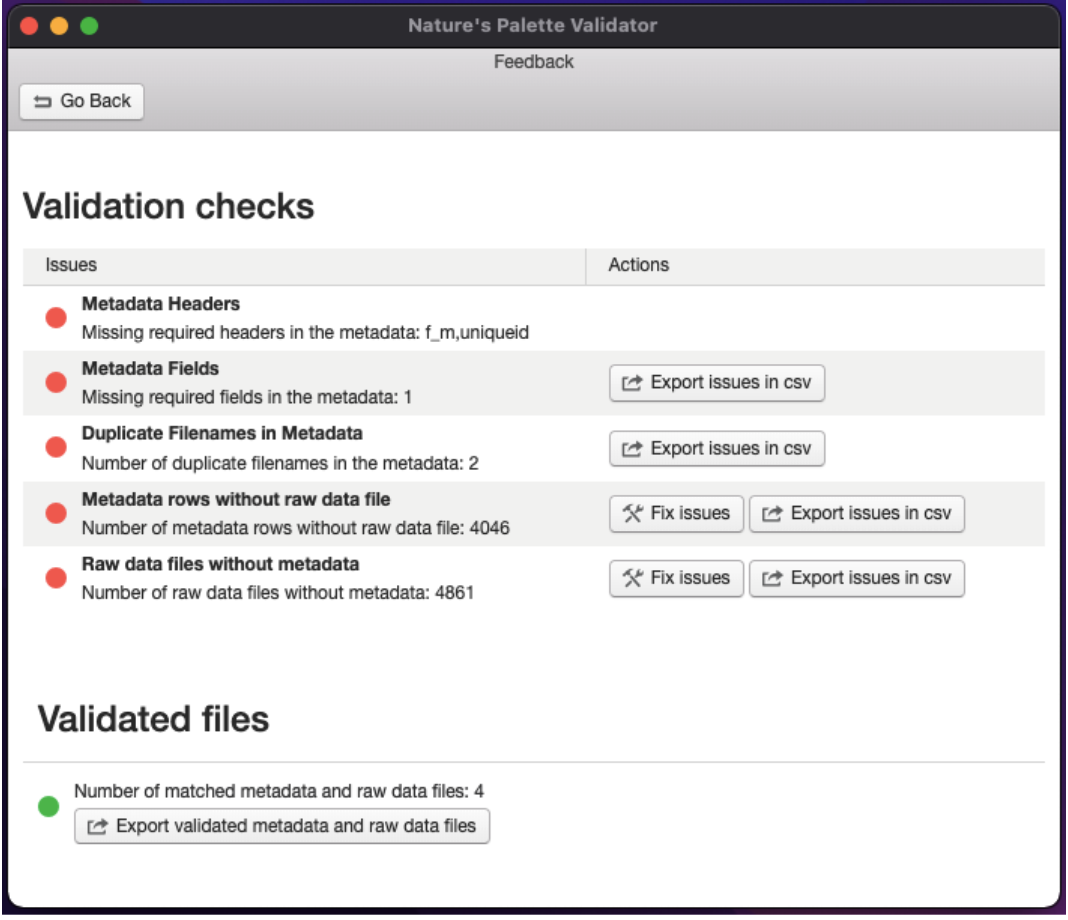 Nature's Palette Validator
Feedback
Go Back
Validation checks
Issues
Actions
Metadata Headers
Missing required headers in the metadata: f_m,uniqueid
Metadata Fields
Missing required fields in the metadata: 1
Export issues in csv
Duplicate Filenames in Metadata
Number of duplicate filenames in the metadata: 2
Export issues in csv
Metadata rows without raw data file
Number of metadata rows without raw data file: 4046
Fix issues
Export issues in csv
Raw data files without metadata
Number of raw data files without metadata: 4861
Fix issues
Export issues in csv
Validated files
Number of matched metadata and raw data files: 4
Export validated metadata and raw data files